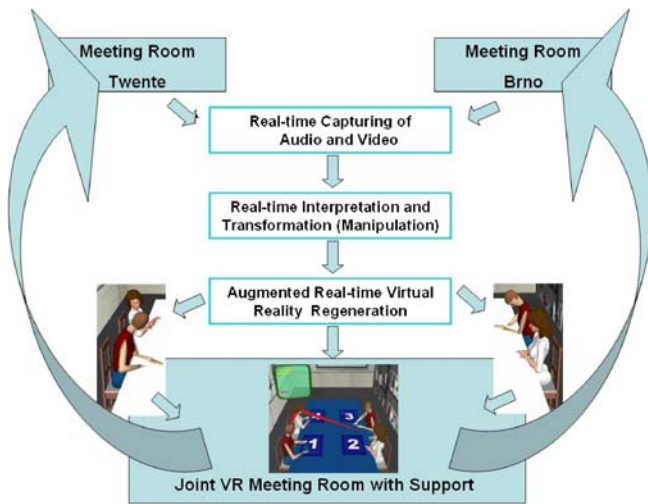 Meeting Room
Twente
Meeting Room
Brno
Real-time Capturing of
Audio and Video
Real-time Interpretation and
Transformation (Manipulation)
Augmented Real-time Virtual
Reality Regeneration
4 3
1 2
Joint VR Meeting Room with Support